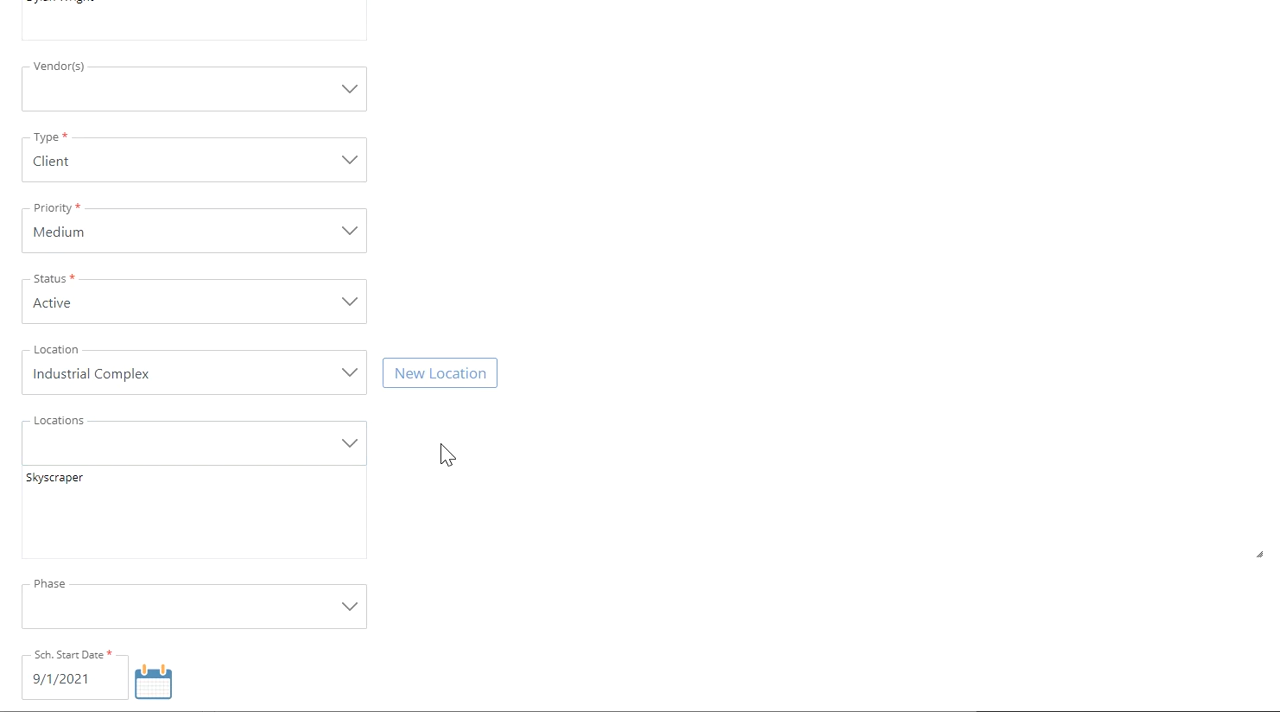 Vendor(s)
Type *
Client
Priority *
Medium
Status *
Active
Location
Industrial Complex
New Location
Locations
Skyscraper
Phase
Sch. Start Date *
9/1/2021